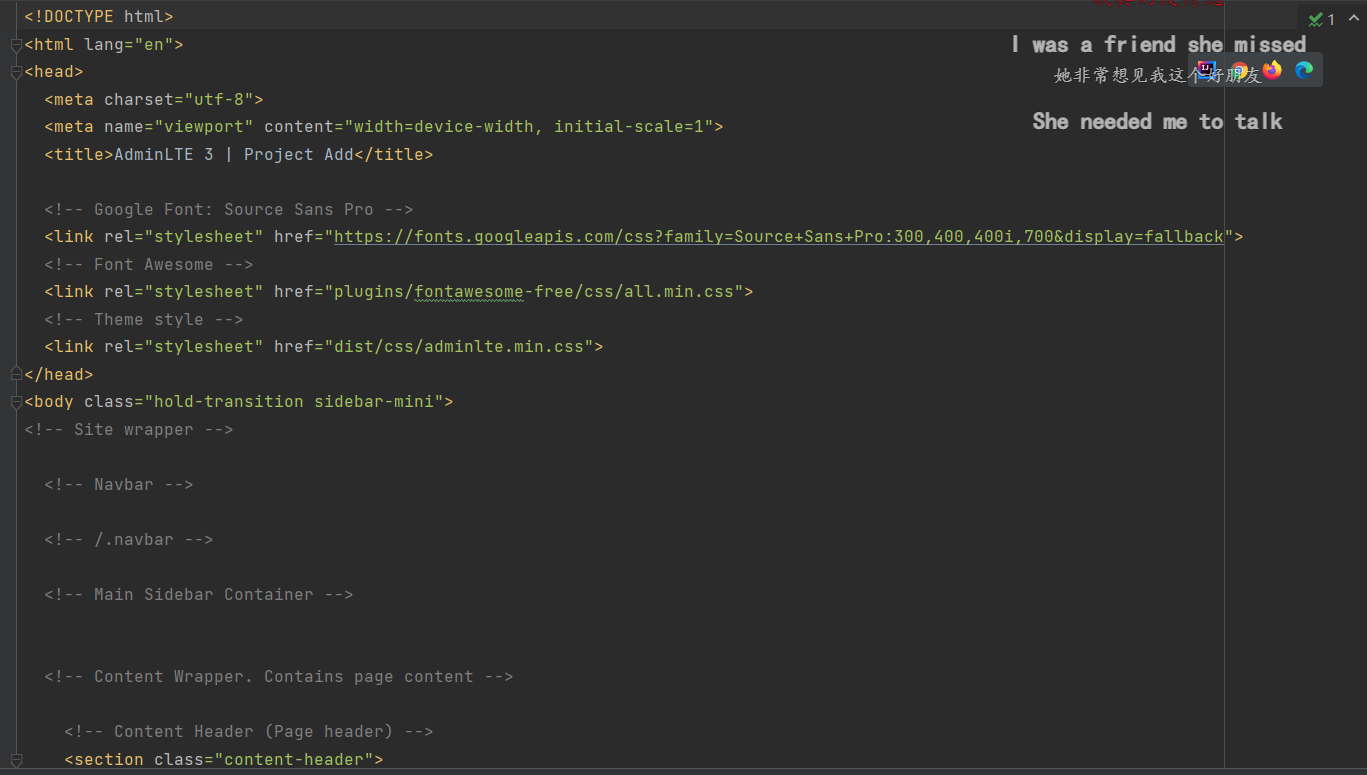 <!DOCTYPE html>
1
<html lang="en">
I was a friend she missed
<head>
她非常想见我这个好朋友
<meta charset="utf-8">
<meta name="viewport" content="width=device-width, initial-scale=1">
She needed me to talk
<title>AdminLTE 3 | Project Add</title>
<!-- Google Font: Source Sans Pro -->
<link rel="stylesheet" href="https://fonts.googleapis.com/css?family=Source+Sans+Pro:300,400,400i,700&display=fallback">
<!-- Font Awesome -->
<link rel="stylesheet" href="plugins/fontawesome-free/css/all.min.css">
<!-- Theme style -->
<link rel="stylesheet" href="dist/css/adminlte.min.css">
</head>
<body class="hold-transition sidebar-mini">
<!-- Site wrapper -->
<!-- Navbar -->
<!-- /.navbar -->
<!-- Main Sidebar Container -->
<!-- Content Wrapper. Contains page content -->
<!-- Content Header (Page header) -->
<section class="content-header">